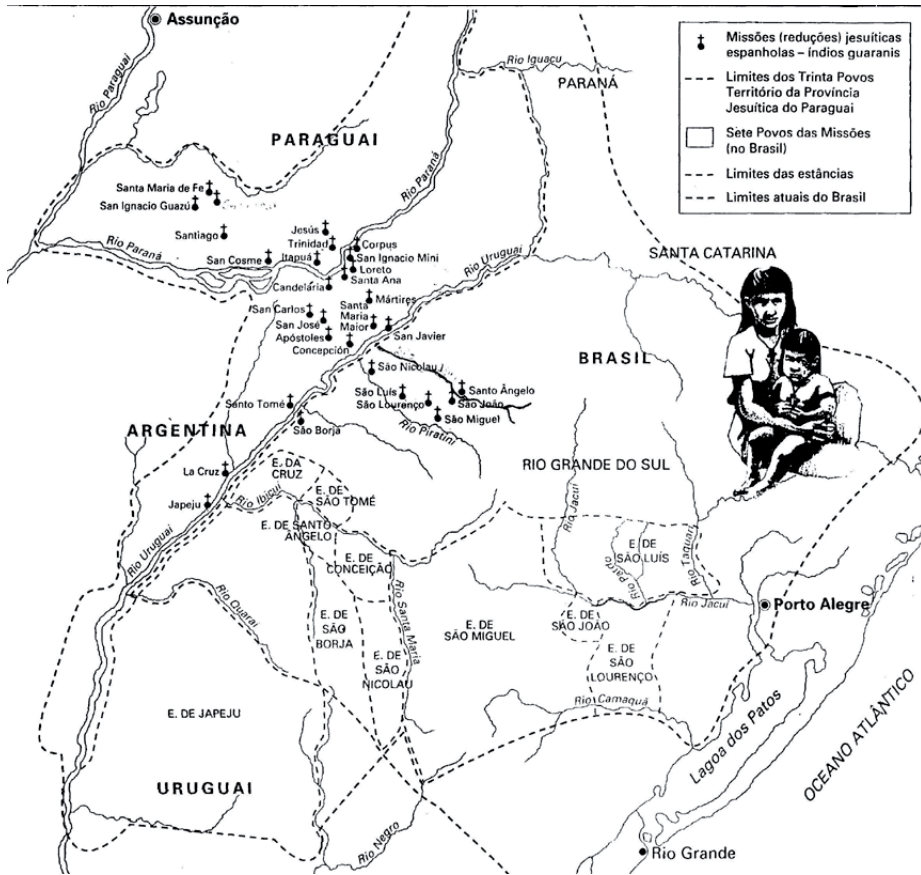 Assunção
Missões (reduções) jesuíticas
espanholas – índios guaranis
Limites dos Trinta Povos
Território da Província
Jesuítica do Paraguai
Sete Povos das Missões
(no Brasil)
Limites das estâncias
Limites atuais do Brasil
Rio Paraguai
Rio Iguaçu
PARANÁ
PARAGUAI
Rio Paraná
Santa Maria de Fe
San Ignacio Guazú
Santiago
Jesús
Trinidad
Itapuá
San Cosme
Corpus
San Ignacio Mini
Loreto
Santa Ana
Rio Paraná
Rio Uruguai
SANTA CATARINA
Candelária
Mártires
San Carlos
San José
Apóstoles
Concepción
Santa
Maria
Maior
San Javier
BRASIL
São Nicolau
São Luís
São Lourenço
Santo Ângelo
São João
São Miguel
Santo Tomé
São Borja
Rio Piratini
ARGENTINA
La Cruz
Japeju
E. DA
CRUZ
E. DE
SÃO TOMÉ
RIO GRANDE DO SUL
Rio Ibicuí
E. DE SANTO
ÂNGELO
E. DE
CONCEIÇÃO
Rio Jacuí
E. DE
SÃO LUÍS
Rio Pardo
Rio Taquari
Rio Uruguai
Rio Quaraí
Rio Santa Maria
E. DE
SÃO
BORJA
E. DE
SÃO
NICOLAU
E. DE
SÃO MIGUEL
E. DE
SÃO JOÃO
Rio Jacuí
Porto Alegre
E. DE
SÃO
LOURENÇO
Rio Camaquã
E. DE JAPEJU
URUGUAI
Rio Negro
Lagoa dos Patos
OCEANO ATLÂNTICO
Rio Grande